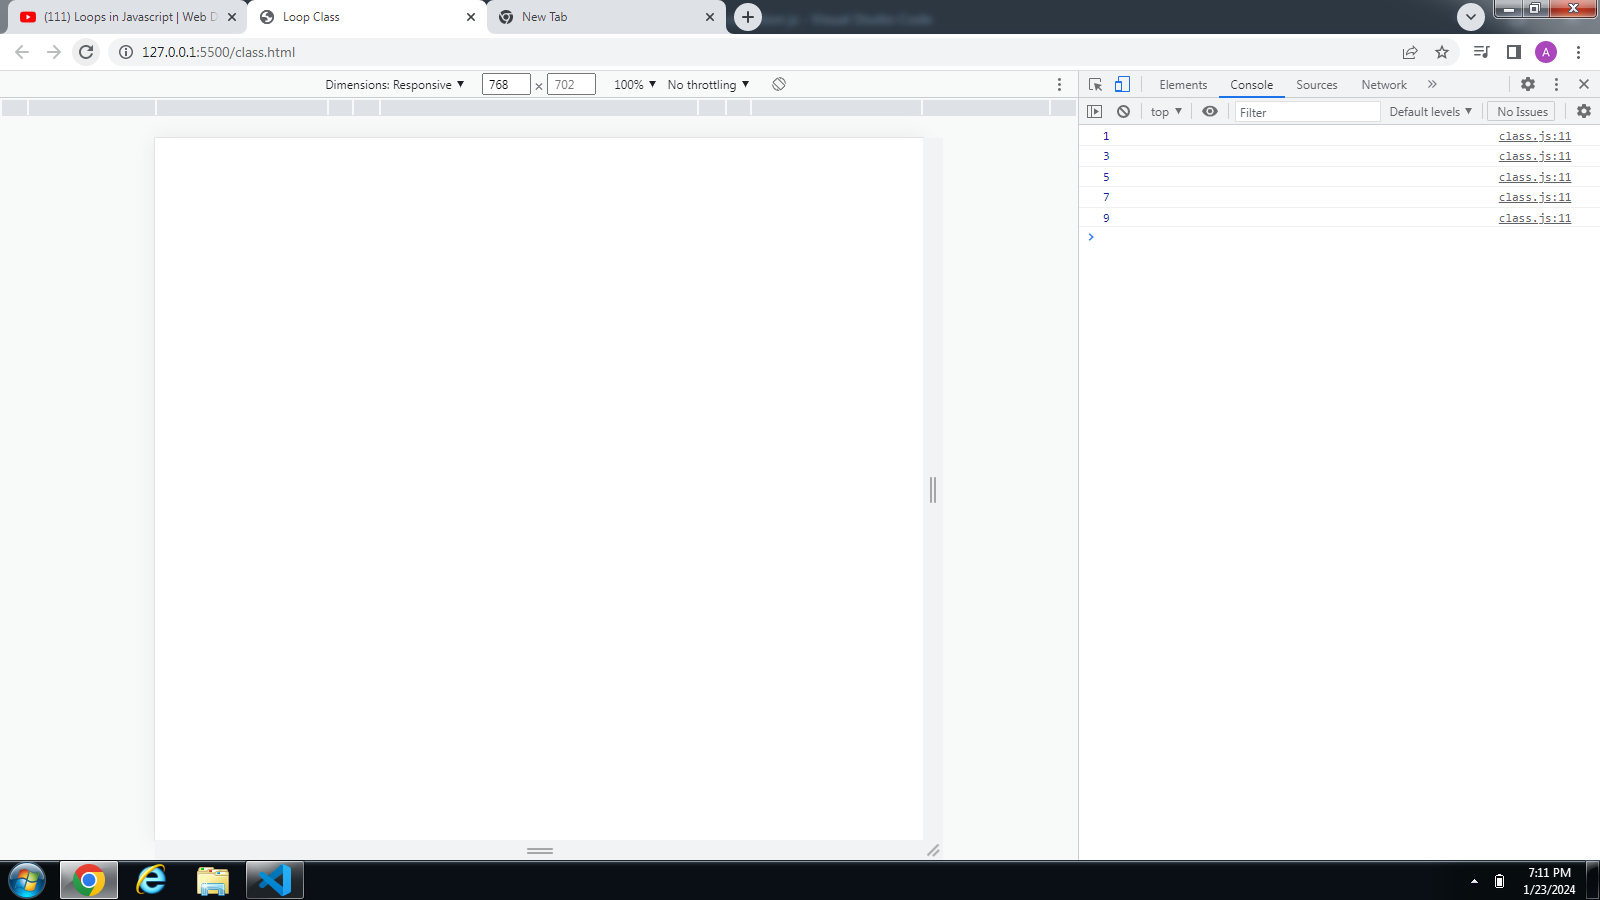 (111) Loops in Javascript | Web D
Loop Class
New Tab
127.0.0.1:5500/class.html
A
Dimensions: Responsive ▼
768 × 702
100% ▼
No throttling ▼
Elements
Console
Sources
Network
»
top ▼
Filter
Default levels ▼
No Issues
1 class.js:11
3 class.js:11
5 class.js:11
7 class.js:11
9 class.js:11
7:11 PM
1/23/2024